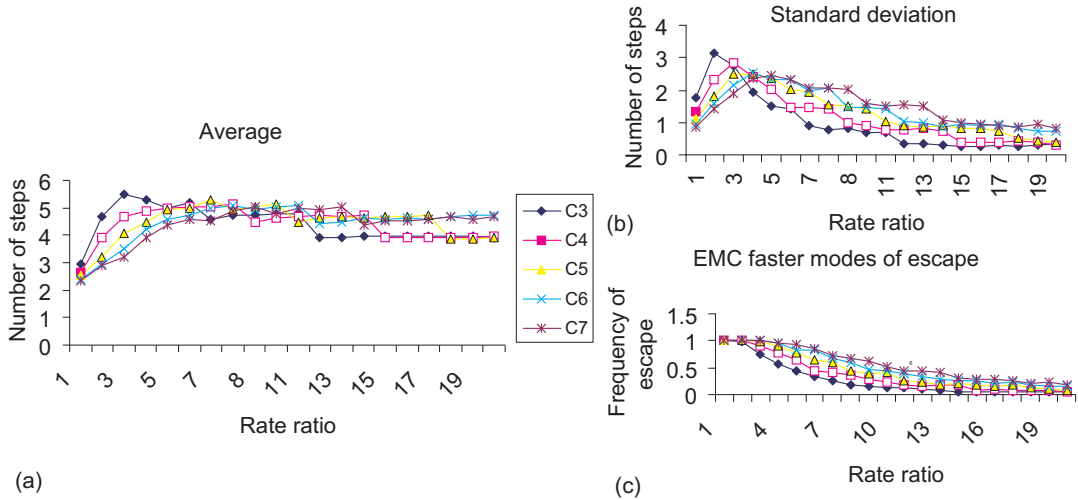 Average
Number of steps
6
5
4
3
2
1
0
1 3 5 7 8 11 13 15 17 19
Rate ratio
(a)
C3
C4
C5
C6
C7
Standard deviation
Number of steps
4
3
2
1
0
1 3 5 8 9 11 13 15 17 19
Rate ratio
(b)
EMC faster modes of escape
Frequency of
escape
1.5
1
0.5
0
1 4 7 10 13 16 19
Rate ratio
(c)